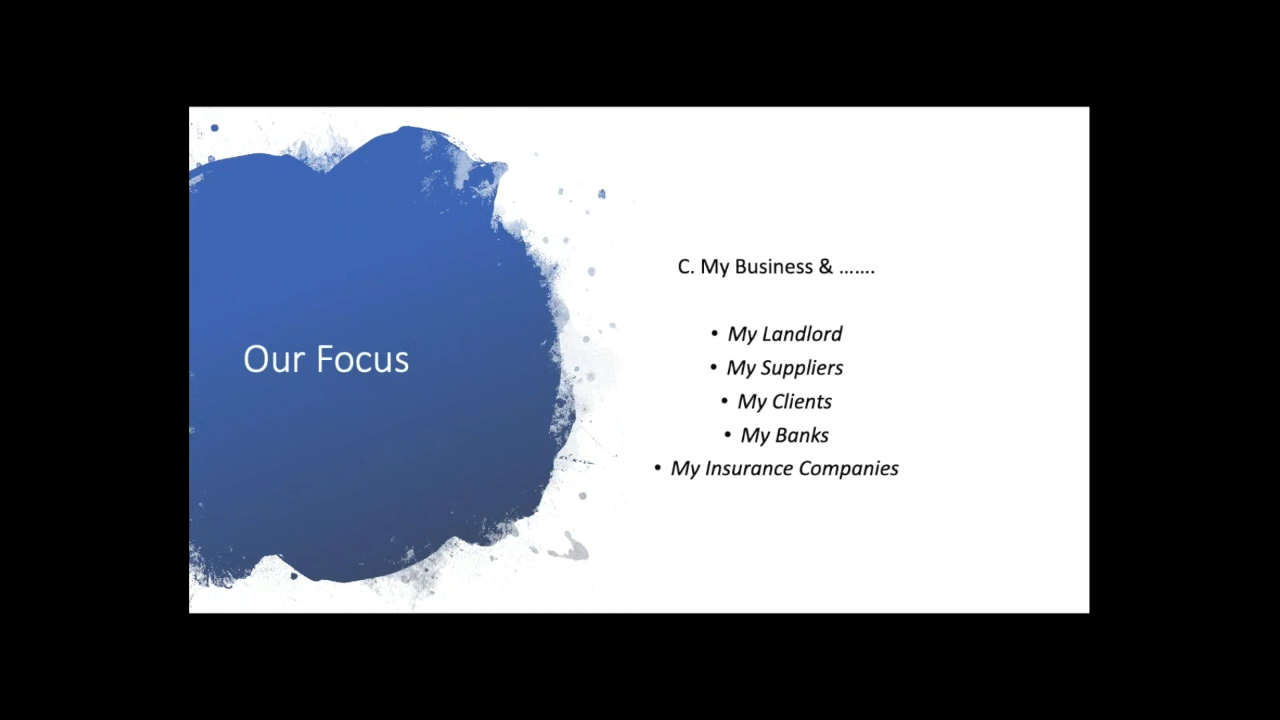 Our Focus
C. My Business & …….
• My Landlord
• My Suppliers
• My Clients
• My Banks
• My Insurance Companies